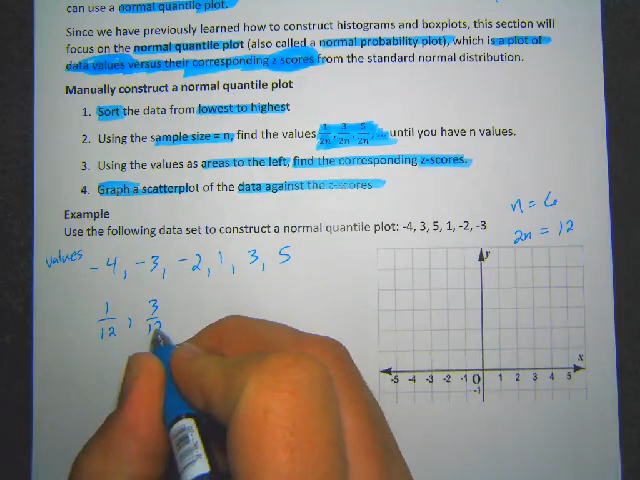 can use a normal quantile plot.
Since we have previously learned how to construct histograms and boxplots, this section will
focus on the normal quantile plot (also called a normal probability plot), which is a plot of
data values versus their corresponding z scores from the standard normal distribution.
Manually construct a normal quantile plot
1. Sort the data from lowest to highest
2. Using the sample size = n, find the values 1/2n, 3/2n, 5/2n, ... until you have n values.
3. Using the values as areas to the left, find the corresponding z-scores.
4. Graph a scatterplot of the data against the z-scores
Example
n = 6
Use the following data set to construct a normal quantile plot: -4, 3, 5, 1, -2, -3
2n = 12
values -4, -3, -2, 1, 3, 5
y
1/12, 3/12
x
-5 -4 -3 -2 -1 O 1 2 3 4 5
-1